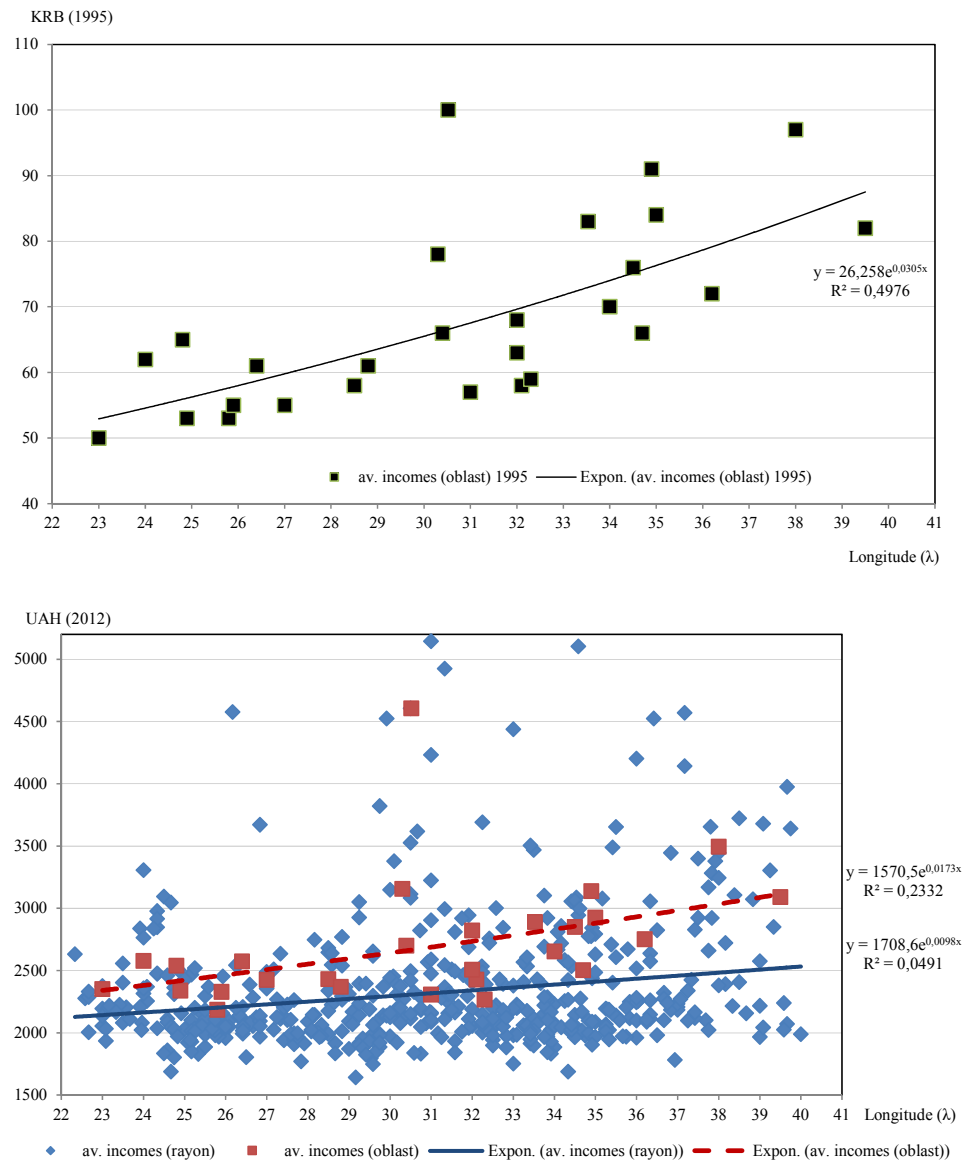 KRB (1995)
110
100
90
80
70
60
50
40
y = 26,258e^0,0305x
R² = 0,4976
av. incomes (oblast) 1995 Expon. (av. incomes (oblast) 1995)
22 23 24 25 26 27 28 29 30 31 32 33 34 35 36 37 38 39 40 41
Longitude (λ)
UAH (2012)
5000
4500
4000
3500
3000
2500
2000
1500
y = 1570,5e^0,0173x
R² = 0,2332
y = 1708,6e^0,0098x
R² = 0,0491
22 23 24 25 26 27 28 29 30 31 32 33 34 35 36 37 38 39 40 41 Longitude (λ)
av. incomes (rayon) av. incomes (oblast) Expon. (av. incomes (rayon)) Expon. (av. incomes (oblast))